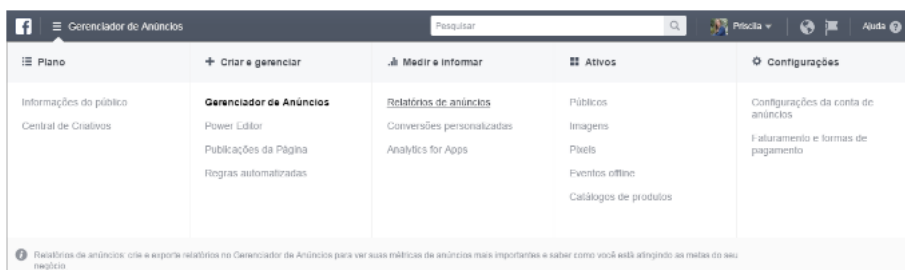 f Gerenciador de Anúncios Pesquisar Priscila Ajuda
Plano
Informações do público
Central de Criativos
Criar e gerenciar
Gerenciador de Anúncios
Power Editor
Publicações da Página
Regras automatizadas
Medir e informar
Relatórios de anúncios
Conversões personalizadas
Analytics for Apps
Ativos
Públicos
Imagens
Pixels
Eventos offline
Catálogos de produtos
Configurações
Configurações da conta de
anúncios
Faturamento e formas de
pagamento
Relatórios de anúncios: crie e exporte relatórios no Gerenciador de Anúncios para ver suas métricas de anúncios mais importantes e saber como você está atingindo as metas do seu
negócio.